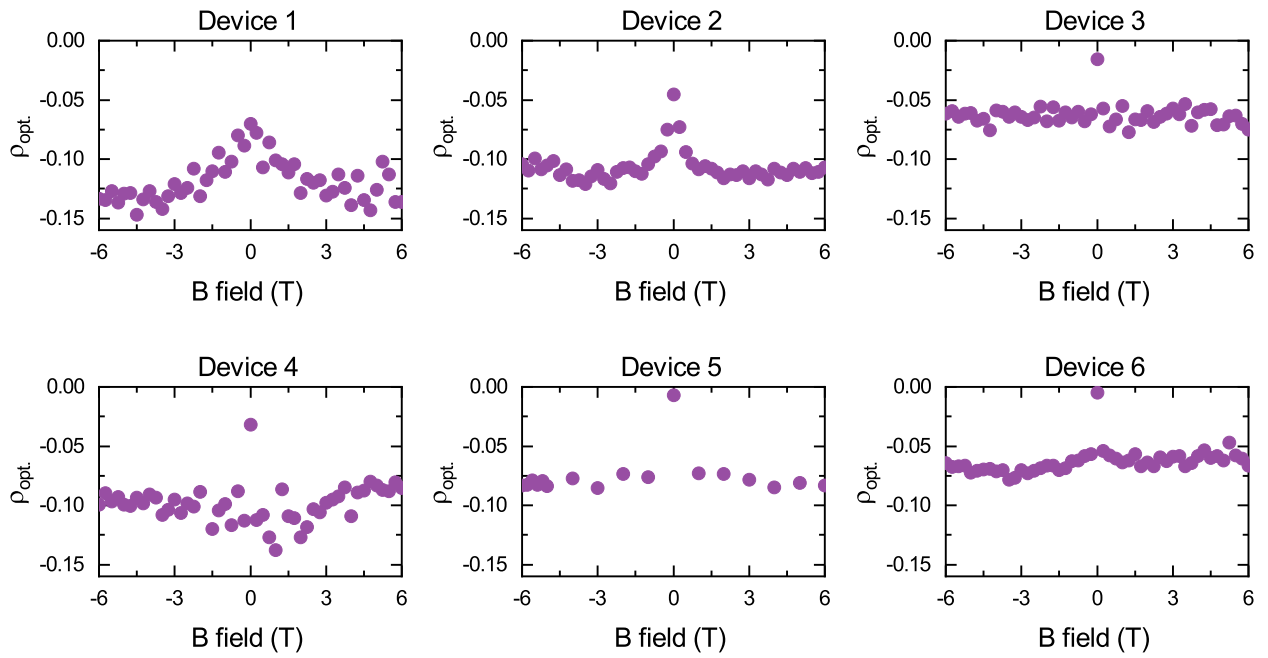 Device 1
0.00
-0.05
-0.10
-0.15
ρopt.
-6 -3 0 3 6
B field (T)
Device 2
0.00
-0.05
-0.10
-0.15
ρopt.
-6 -3 0 3 6
B field (T)
Device 3
0.00
-0.05
-0.10
-0.15
ρopt.
-6 -3 0 3 6
B field (T)
Device 4
0.00
-0.05
-0.10
-0.15
ρopt.
-6 -3 0 3 6
B field (T)
Device 5
0.00
-0.05
-0.10
-0.15
ρopt.
-6 -3 0 3 6
B field (T)
Device 6
0.00
-0.05
-0.10
-0.15
ρopt.
-6 -3 0 3 6
B field (T)